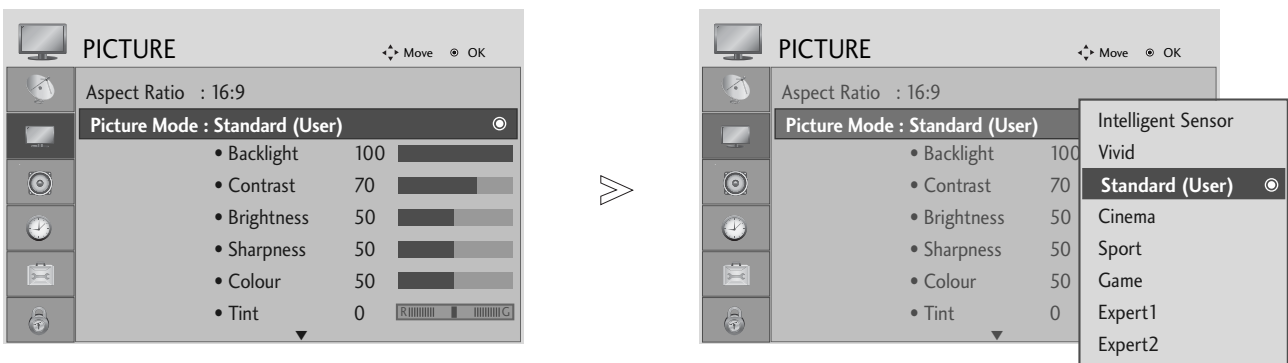 PICTURE Move OK
Aspect Ratio : 16:9
Picture Mode : Standard (User)
• Backlight 100
• Contrast 70
• Brightness 50
• Sharpness 50
• Colour 50
• Tint 0 R G
PICTURE Move OK
Aspect Ratio : 16:9
Picture Mode : Standard (User)
• Backlight 100
• Contrast 70
• Brightness 50
• Sharpness 50
• Colour 50
• Tint 0
Intelligent Sensor
Vivid
Standard (User)
Cinema
Sport
Game
Expert1
Expert2